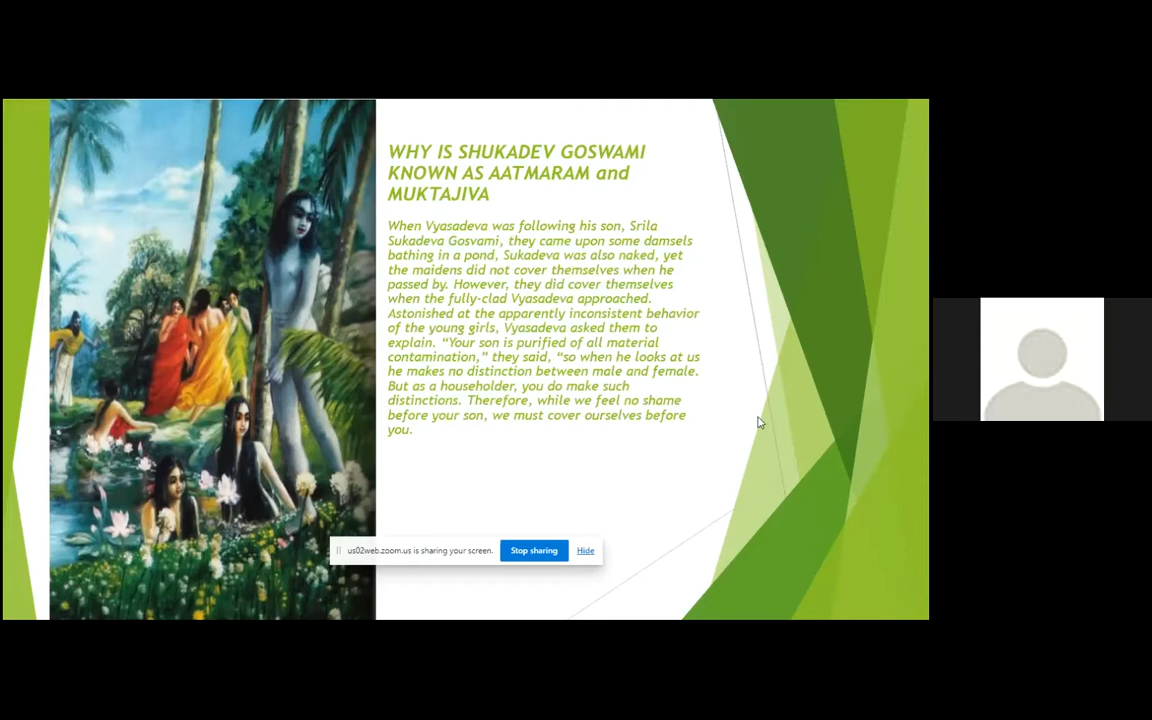 WHY IS SHUKADEV GOSWAMI
KNOWN AS AATMARAM and
MUKTAJIVA
When Vyasadeva was following his son, Srila
Sukadeva Gosvami, they came upon some damsels
bathing in a pond, Sukadeva was also naked, yet
the maidens did not cover themselves when he
passed by. However, they did cover themselves
when the fully-clad Vyasadeva approached.
Astonished at the apparently inconsistent behavior
of the young girls, Vyasadeva asked them to
explain. “Your son is purified of all material
contamination,” they said, “so when he looks at us
he makes no distinction between male and female.
But as a householder, you do make such
distinctions. Therefore, while we feel no shame
before your son, we must cover ourselves before
you.
us02web.zoom.us is sharing your screen. Stop sharing Hide